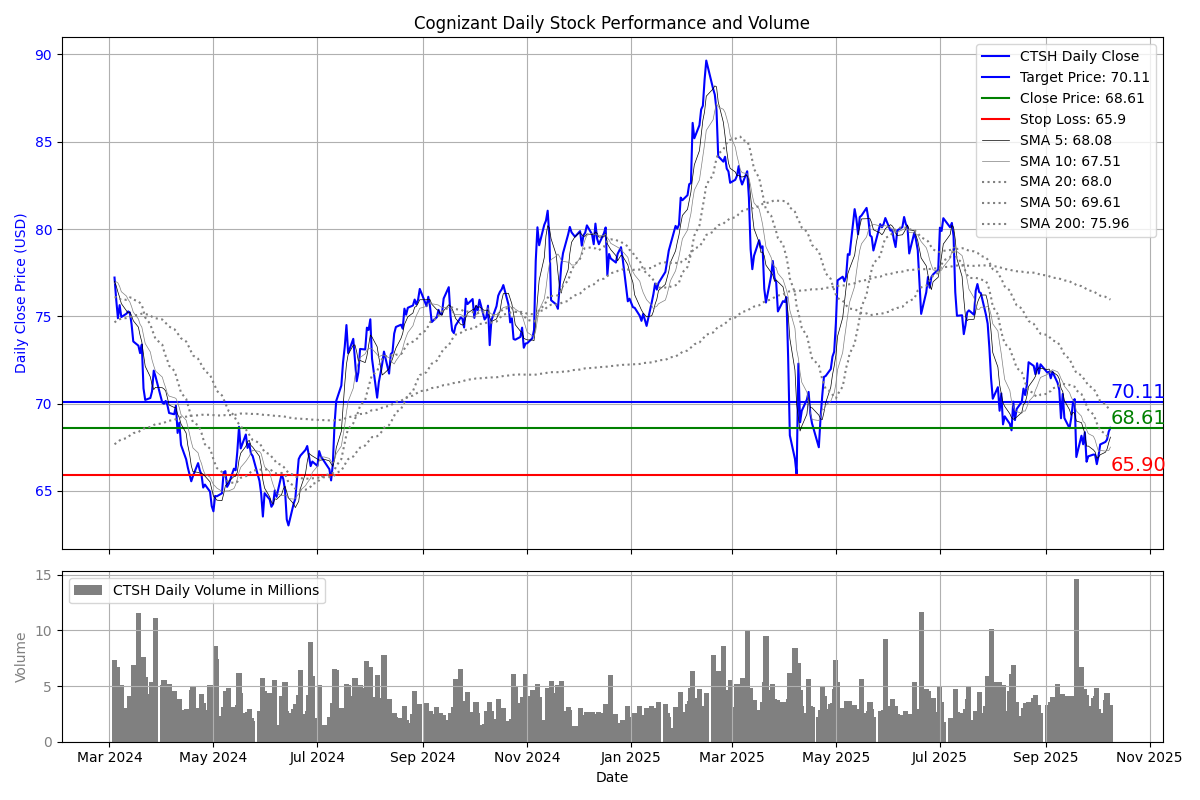 Cognizant Daily Stock Performance and Volume
Daily Close Price (USD)
90
85
80
75
70
65
CTSH Daily Close
Target Price: 70.11
Close Price: 68.61
Stop Loss: 65.9
SMA 5: 68.08
SMA 10: 67.51
SMA 20: 68.0
SMA 50: 69.61
SMA 200: 75.96
70.11
68.61
65.90
Volume
15
10
5
0
CTSH Daily Volume in Millions
Mar 2024 May 2024 Jul 2024 Sep 2024 Nov 2024 Jan 2025 Mar 2025 May 2025 Jul 2025 Sep 2025 Nov 2025
Date